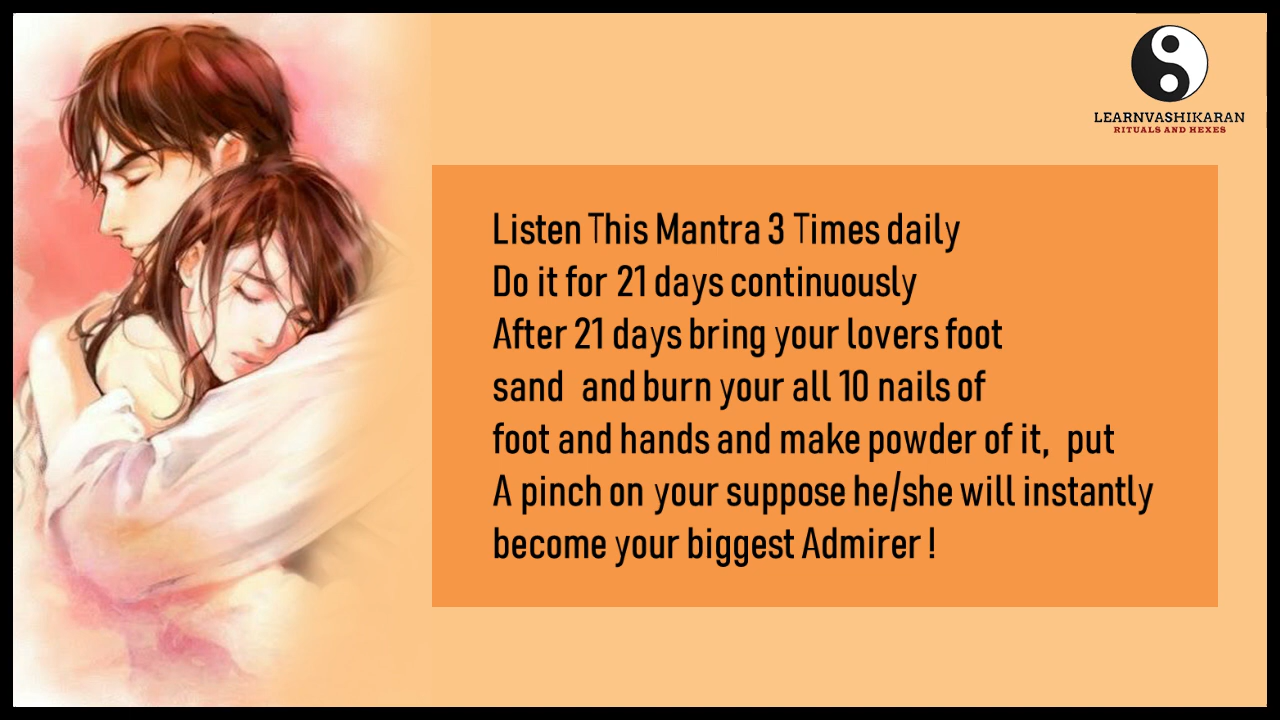 LEARNVASHIKARAN
RITUALS AND HEXES
Listen This Mantra 3 Times daily
Do it for 21 days continuously
After 21 days bring your lovers foot
sand and burn your all 10 nails of
foot and hands and make powder of it, put
A pinch on your suppose he/she will instantly
become your biggest Admirer !